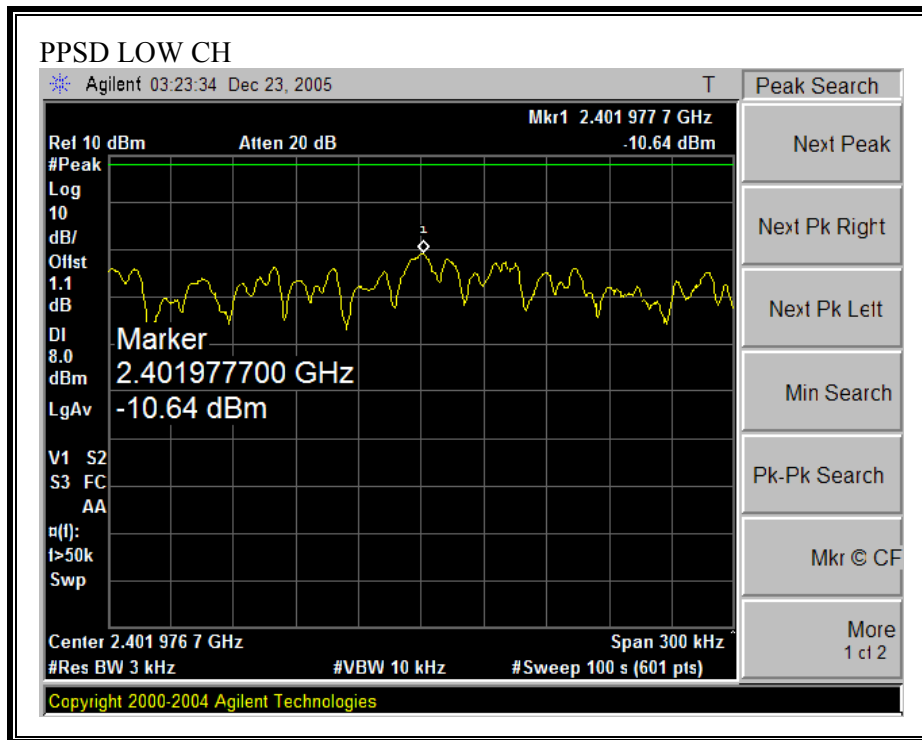 PPSD LOW CH
Agilent 03:23:34 Dec 23, 2005 T
Peak Search
Mkr1 2.401 977 7 GHz
Ref 10 dBm Atten 20 dB -10.64 dBm
#Peak
Log
10
dB/
Offst
1.1
dB
DI
8.0
dBm
LgAv
V1 S2
S3 FC
AA
¤(f):
f>50k
Swp
1
Marker
2.401977700 GHz
-10.64 dBm
Center 2.401 976 7 GHz Span 300 kHz
#Res BW 3 kHz #VBW 10 kHz #Sweep 100 s (601 pts)
Copyright 2000-2004 Agilent Technologies
Next Peak
Next Pk Right
Next Pk Left
Min Search
Pk-Pk Search
Mkr © CF
More
1 of 2